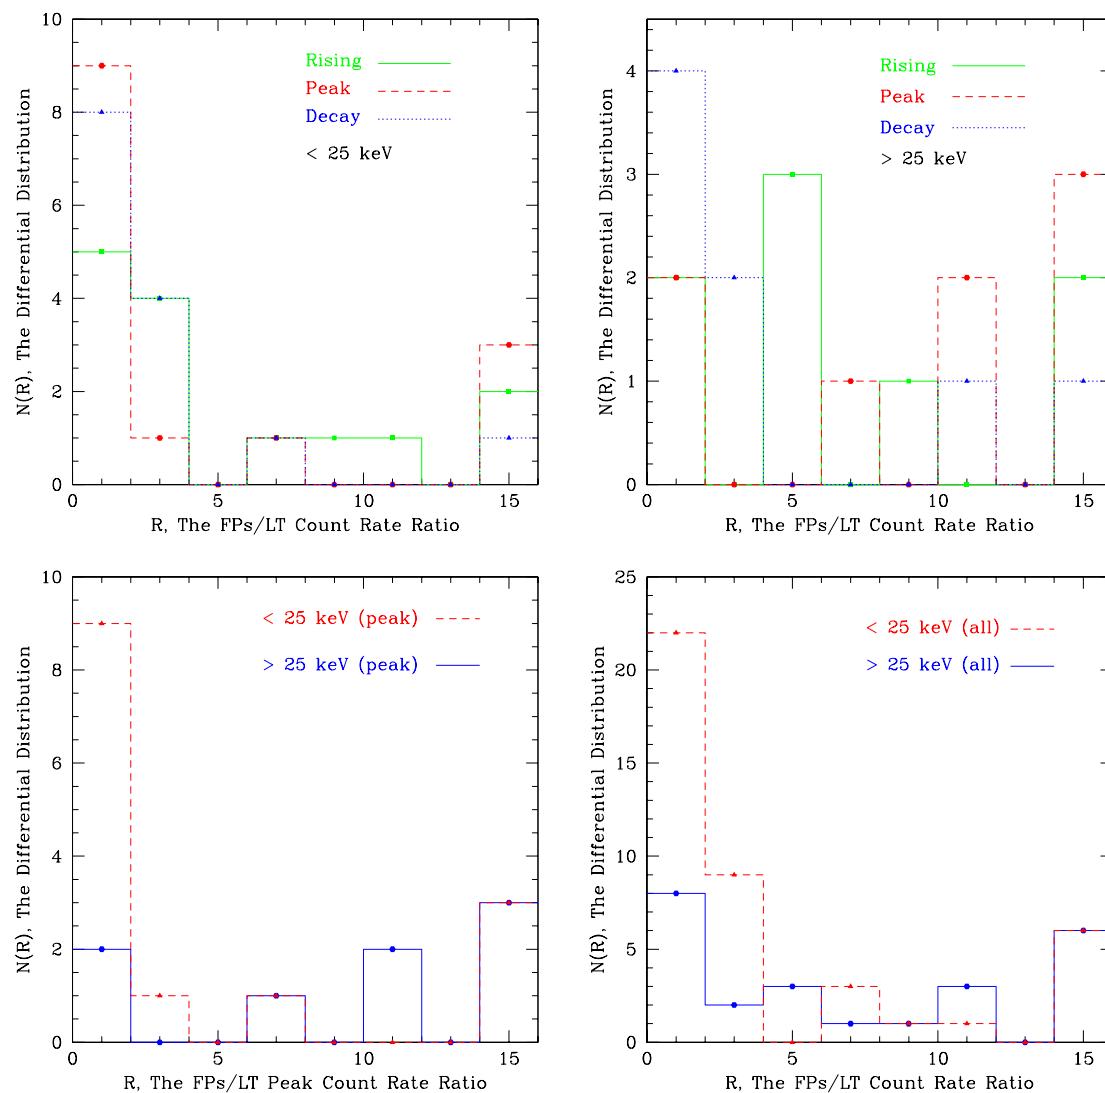 10
8
6
4
2
0
N(R), The Differential Distribution
Rising
Peak
Decay
< 25 keV
0 5 10 15
R, The FPs/LT Count Rate Ratio
4
3
2
1
0
N(R), The Differential Distribution
Rising
Peak
Decay
> 25 keV
0 5 10 15
R, The FPs/LT Count Rate Ratio
10
8
6
4
2
0
N(R), The Differential Distribution
< 25 keV (peak)
> 25 keV (peak)
0 5 10 15
R, The FPs/LT Peak Count Rate Ratio
25
20
15
10
5
0
N(R), The Differential Distribution
< 25 keV (all)
> 25 keV (all)
0 5 10 15
R, The FPs/LT Count Rate Ratio